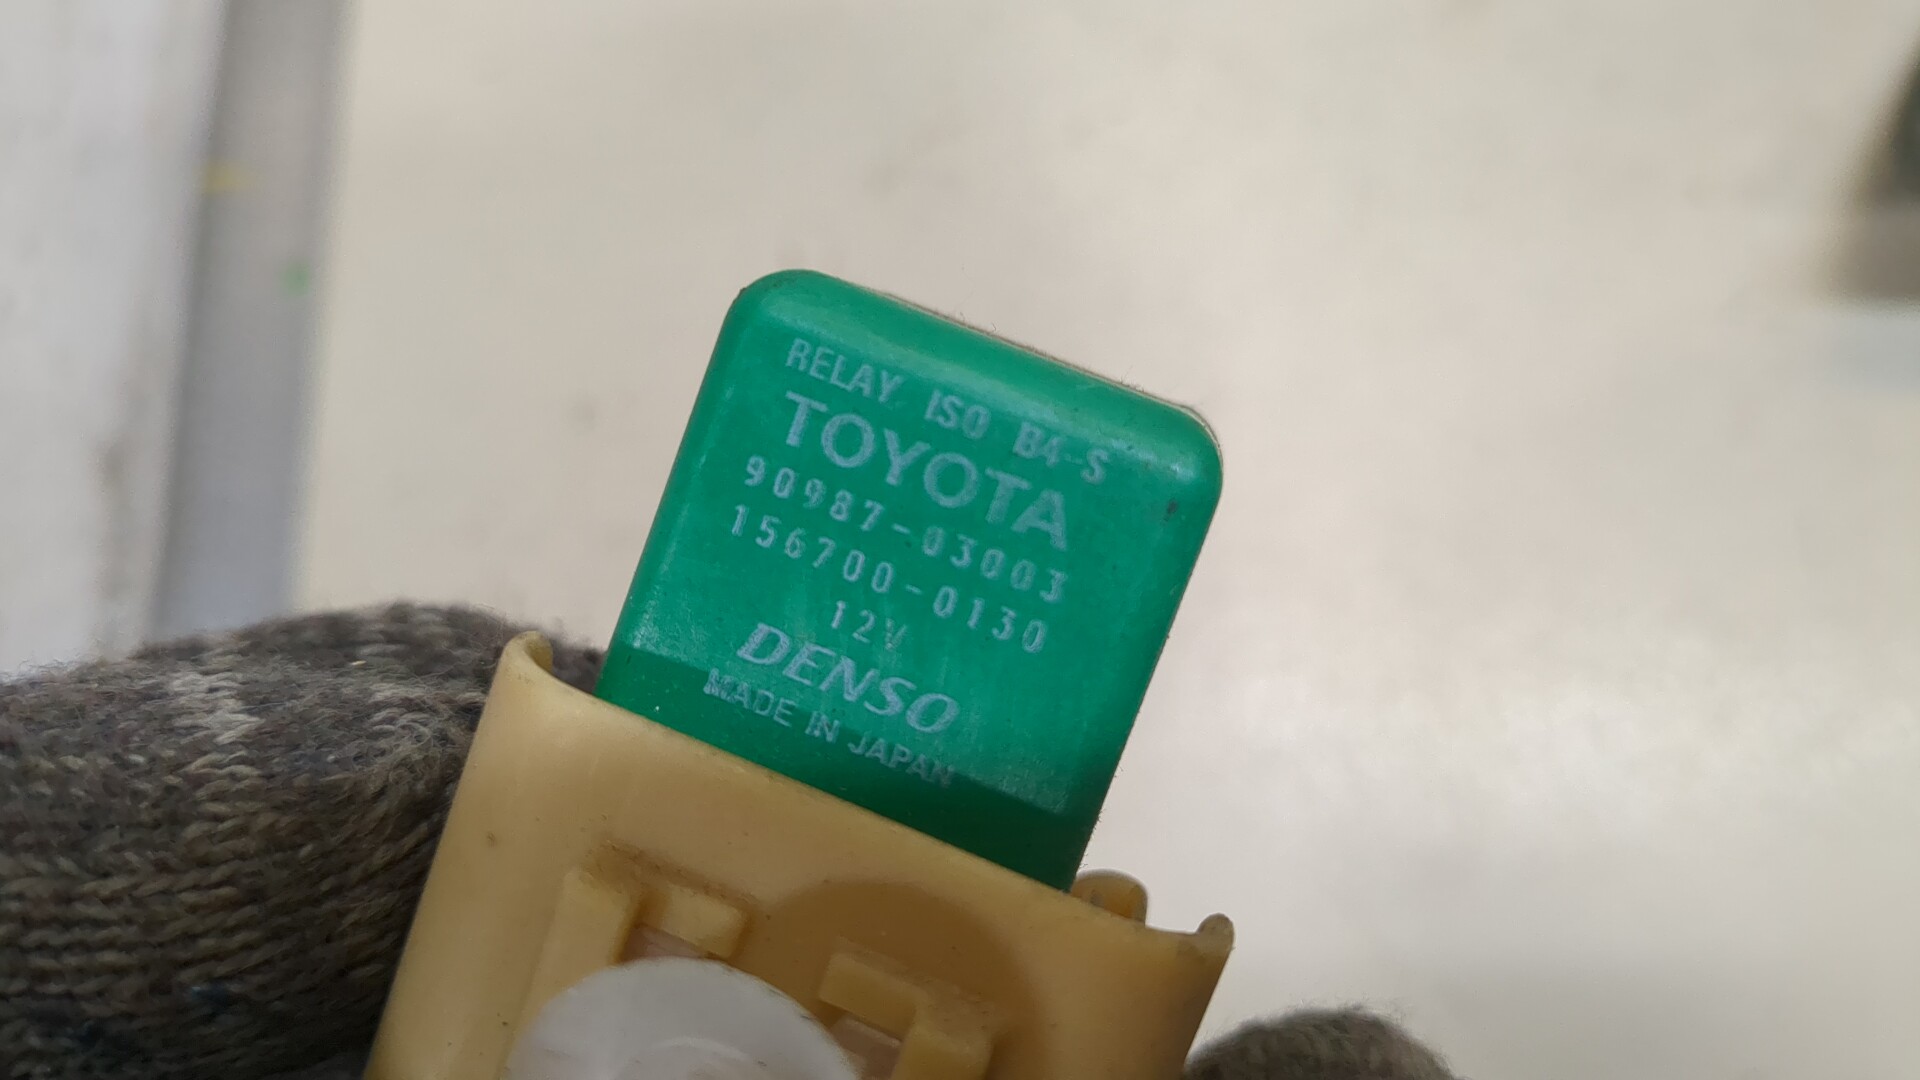 RELAY ISO B4-S
TOYOTA
90987-03003
156700-0130
12V
DENSO
MADE IN JAPAN